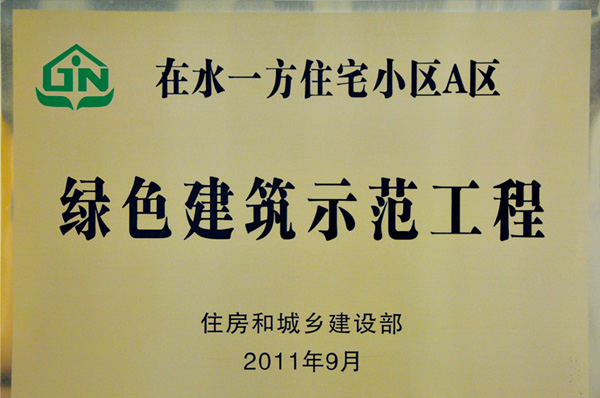 GN
在水一方住宅小区A区
绿色建筑示范工程
住房和城乡建设部
2011年9月